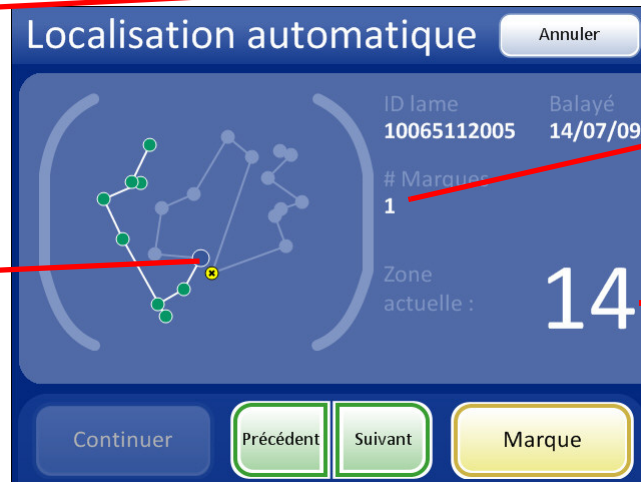 Localisation automatique
Annuler
ID lame
Balayé
10065112005
14/07/09
# Marques
1
Zone
actuelle :
14
Continuer
Précédent
Suivant
Marque